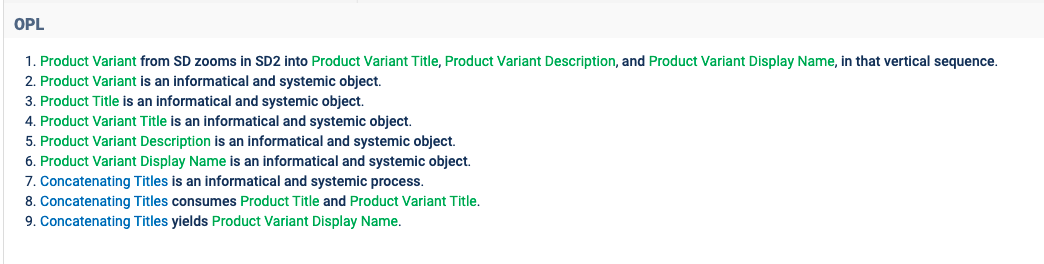 OPL
1. Product Variant from SD zooms in SD2 into Product Variant Title, Product Variant Description, and Product Variant Display Name, in that vertical sequence.
2. Product Variant is an informatical and systemic object.
3. Product Title is an informatical and systemic object.
4. Product Variant Title is an informatical and systemic object.
5. Product Variant Description is an informatical and systemic object.
6. Product Variant Display Name is an informatical and systemic object.
7. Concatenating Titles is an informatical and systemic process.
8. Concatenating Titles consumes Product Title and Product Variant Title.
9. Concatenating Titles yields Product Variant Display Name.